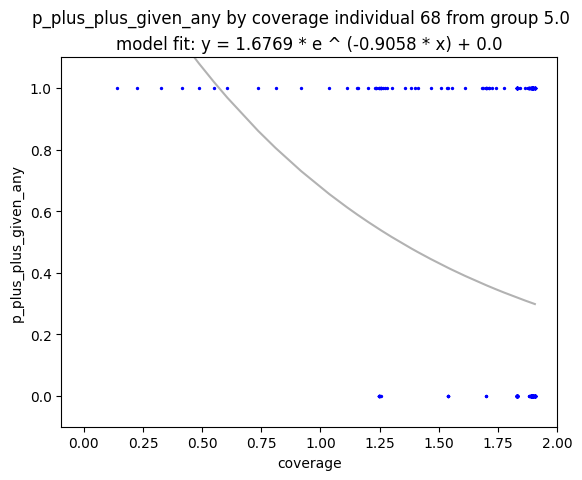 p_plus_plus_given_any by coverage individual 68 from group 5.0
model fit: y = 1.6769 * e ^ (-0.9058 * x) + 0.0
1.0
0.8
0.6
0.4
0.2
0.0
p_plus_plus_given_any
0.00 0.25 0.50 0.75 1.00 1.25 1.50 1.75 2.00
coverage